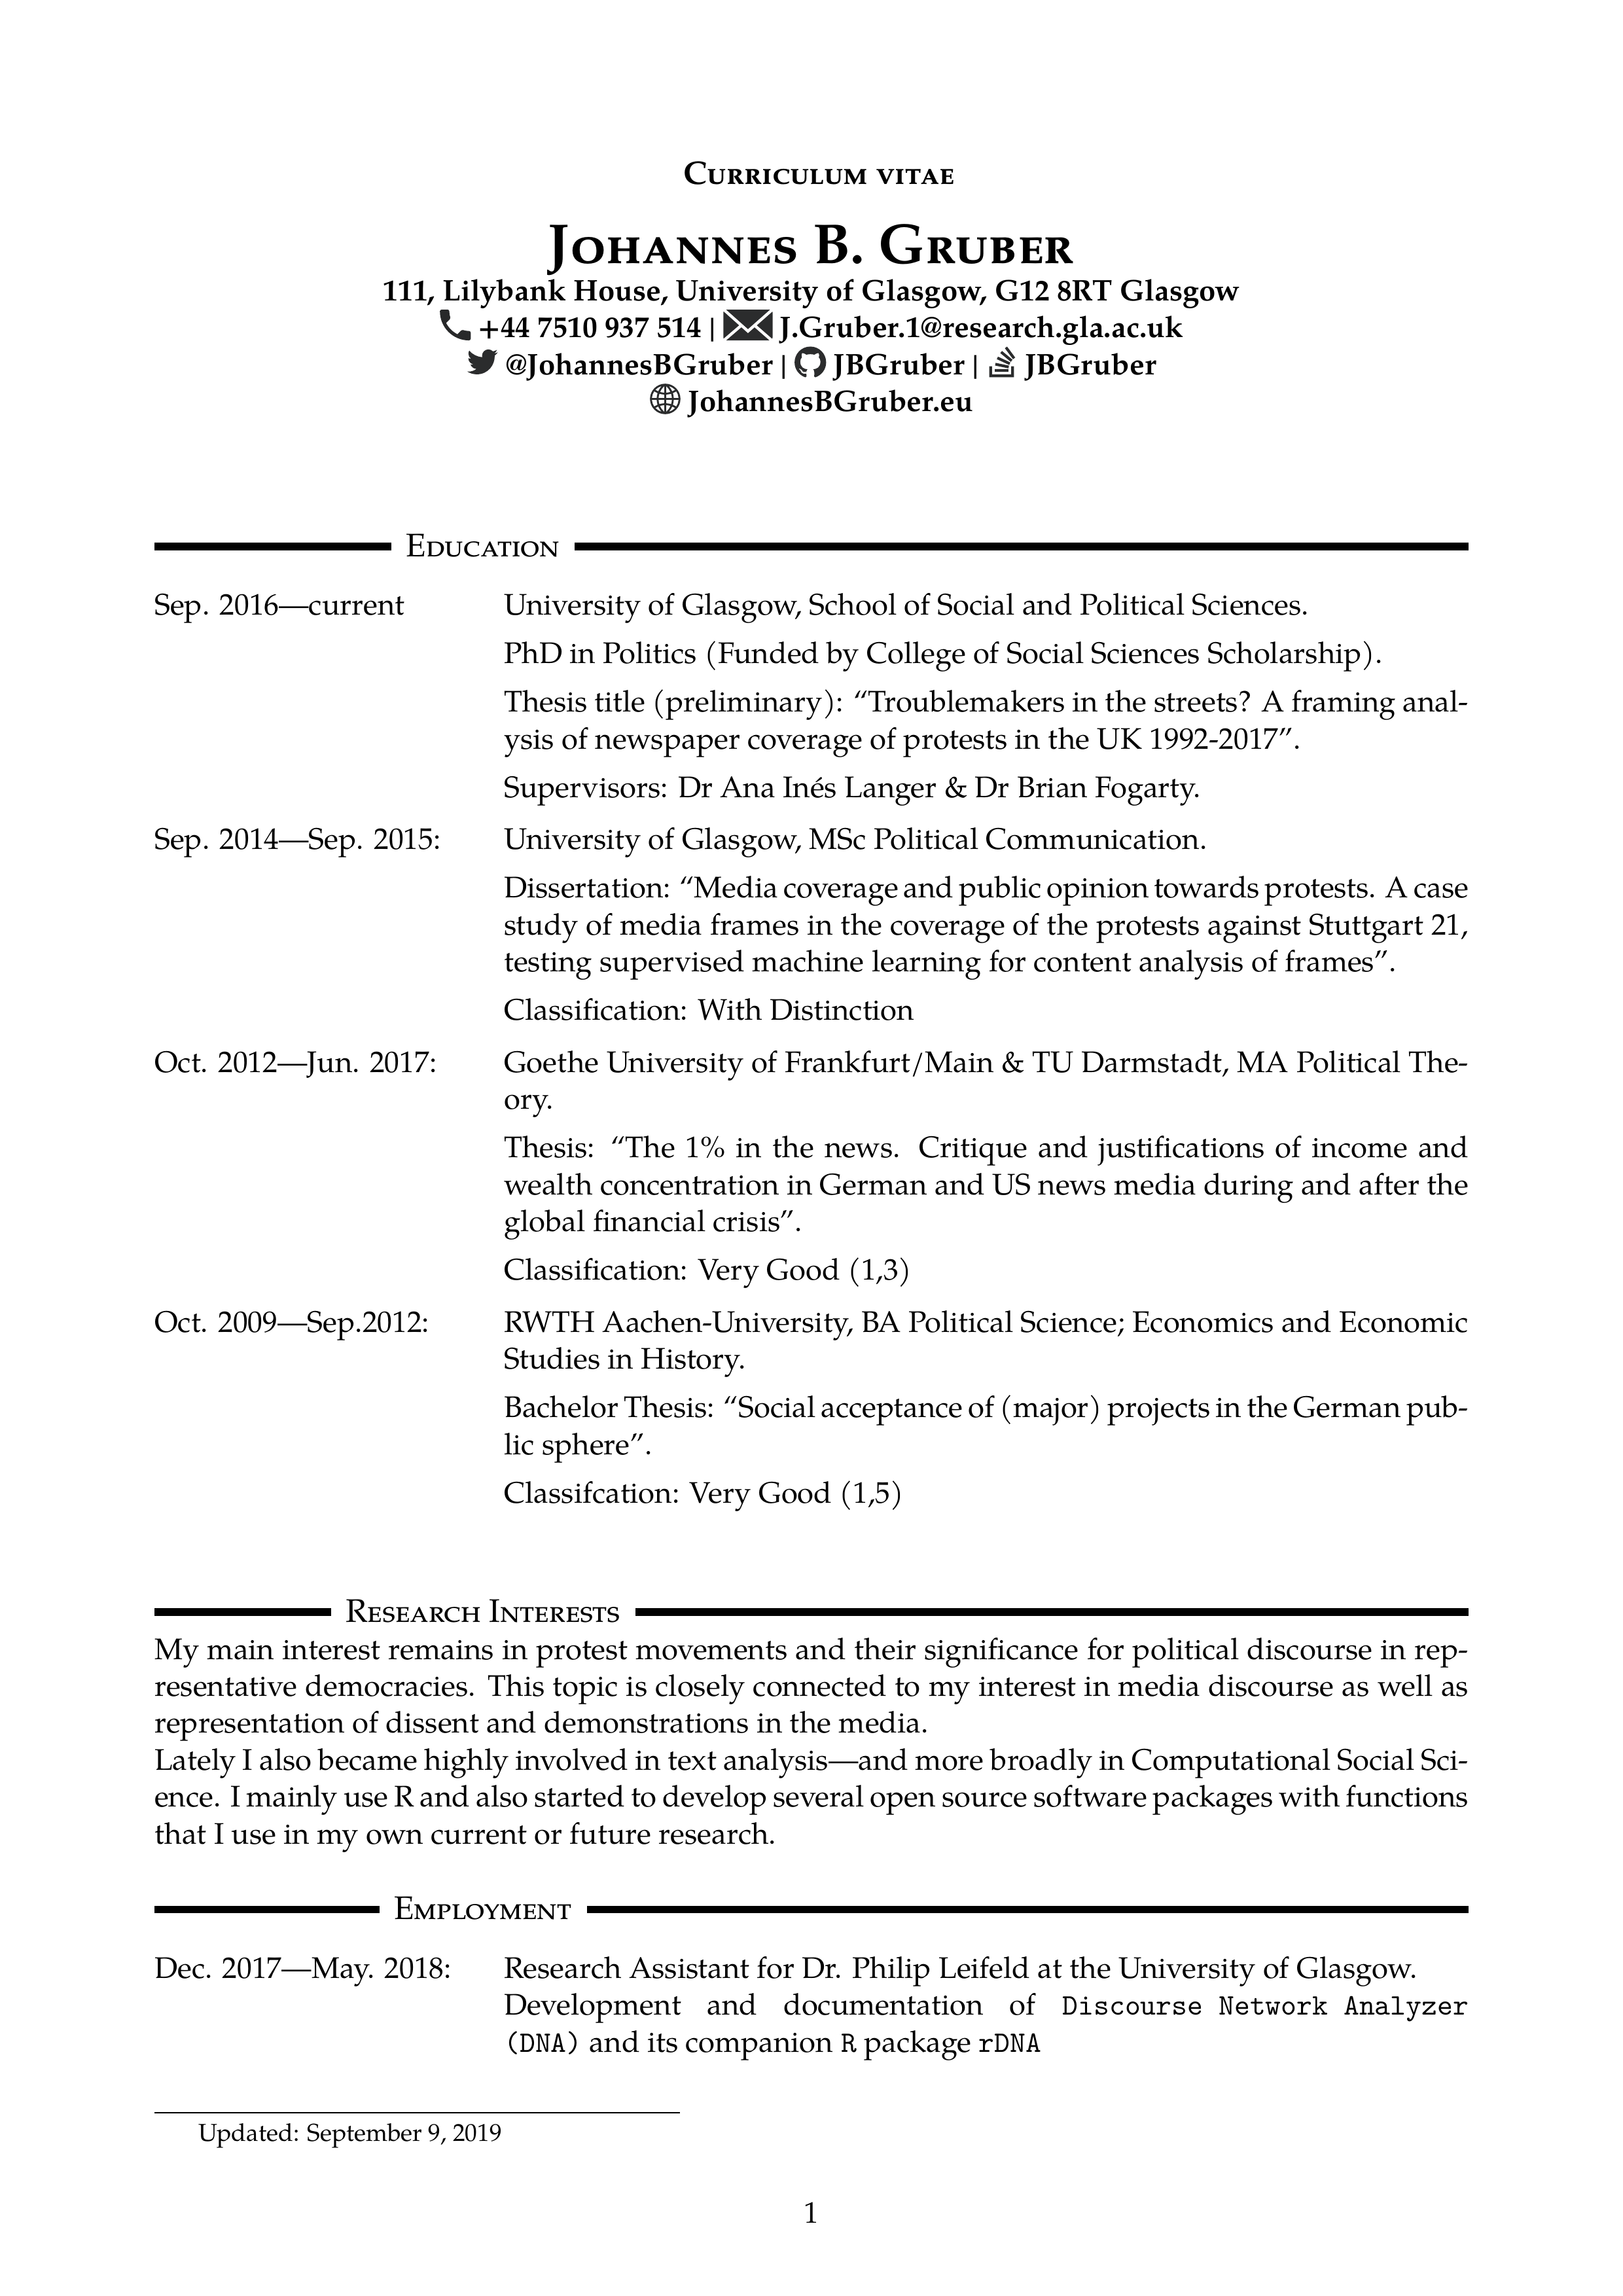 Curriculum vitae
Johannes B. Gruber
111, Lilybank House, University of Glasgow, G12 8RT Glasgow
+44 7510 937 514 | J.Gruber.1@research.gla.ac.uk
@JohannesBGruber | JBGruber | JBGruber
JohannesBGruber.eu
Education
Sep. 2016—current University of Glasgow, School of Social and Political Sciences.
PhD in Politics (Funded by College of Social Sciences Scholarship).
Thesis title (preliminary): “Troublemakers in the streets? A framing anal-
ysis of newspaper coverage of protests in the UK 1992-2017”.
Supervisors: Dr Ana Inés Langer & Dr Brian Fogarty.
Sep. 2014—Sep. 2015: University of Glasgow, MSc Political Communication.
Dissertation: “Media coverage and public opinion towards protests. A case
study of media frames in the coverage of the protests against Stuttgart 21,
testing supervised machine learning for content analysis of frames”.
Classification: With Distinction
Oct. 2012—Jun. 2017: Goethe University of Frankfurt/Main & TU Darmstadt, MA Political The-
ory.
Thesis: “The 1% in the news. Critique and justifications of income and
wealth concentration in German and US news media during and after the
global financial crisis”.
Classification: Very Good (1,3)
Oct. 2009—Sep.2012: RWTH Aachen-University, BA Political Science; Economics and Economic
Studies in History.
Bachelor Thesis: “Social acceptance of (major) projects in the German pub-
lic sphere”.
Classifcation: Very Good (1,5)
Research Interests
My main interest remains in protest movements and their significance for political discourse in rep-
resentative democracies. This topic is closely connected to my interest in media discourse as well as
representation of dissent and demonstrations in the media.
Lately I also became highly involved in text analysis—and more broadly in Computational Social Sci-
ence. I mainly use R and also started to develop several open source software packages with functions
that I use in my own current or future research.
Employment
Dec. 2017—May. 2018: Research Assistant for Dr. Philip Leifeld at the University of Glasgow.
Development and documentation of Discourse Network Analyzer
(DNA) and its companion R package rDNA
Updated: September 9, 2019
1